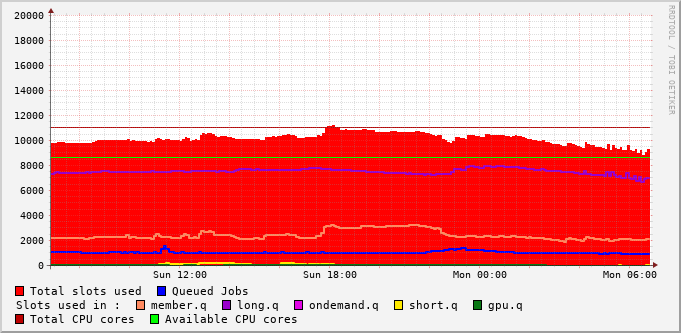 RRDTOOL / TOBI OETIKER
20000
18000
16000
14000
12000
10000
8000
6000
4000
2000
0
Sun 12:00 Sun 18:00 Mon 00:00 Mon 06:00
Total slots used Queued Jobs
Slots used in : member.q long.q ondemand.q short.q gpu.q
Total CPU cores Available CPU cores